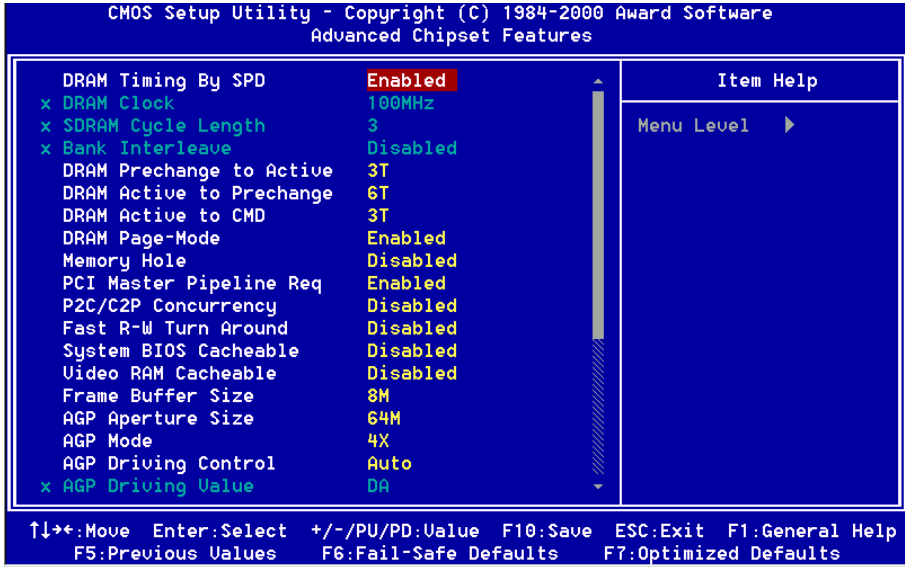 CMOS Setup Utility - Copyright (C) 1984-2000 Award Software
Advanced Chipset Features
DRAM Timing By SPD Enabled
x DRAM Clock 100MHz
x SDRAM Cycle Length 3
x Bank Interleave Disabled
DRAM Prechange to Active 3T
DRAM Active to Prechange 6T
DRAM Active to CMD 3T
DRAM Page-Mode Enabled
Memory Hole Disabled
PCI Master Pipeline Req Enabled
P2C/C2P Concurrency Disabled
Fast R-W Turn Around Disabled
System BIOS Cacheable Disabled
Video RAM Cacheable Disabled
Frame Buffer Size 8M
AGP Aperture Size 64M
AGP Mode 4X
AGP Driving Control Auto
x AGP Driving Value DA
Item Help
Menu Level ▶
↑↓→←:Move Enter:Select +/-/PU/PD:Value F10:Save ESC:Exit F1:General Help
F5:Previous Values F6:Fail-Safe Defaults F7:Optimized Defaults